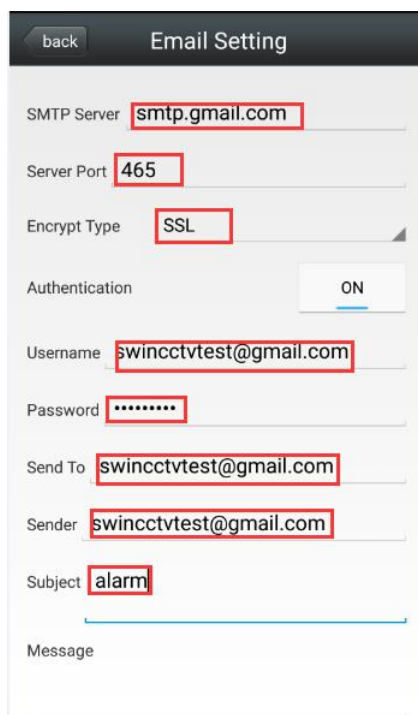 back Email Setting
SMTP Server smtp.gmail.com
Server Port 465
Encrypt Type SSL
Authentication ON
Username swincctvtest@gmail.com
Password •••••••••
Send To swincctvtest@gmail.com
Sender swincctvtest@gmail.com
Subject alarm
Message